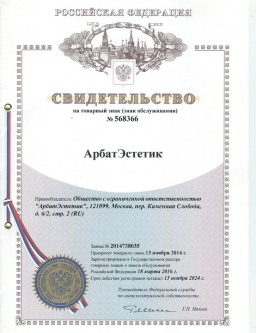 РОССИЙСКАЯ ФЕДЕРАЦИЯ
СВИДЕТЕЛЬСТВО
на товарный знак (знак обслуживания)
№ 568366
АрбатЭстетик
Правообладатель: Общество с ограниченной ответственностью
"АрбатЭстетик", 121099, Москва, пер. Каменная Слобода,
д. 6/2, стр. 2 (RU)
Заявка № 2014738035
Приоритет товарного знака 13 ноября 2014 г.
Зарегистрировано в Государственном реестре
товарных знаков и знаков обслуживания
Российской Федерации 18 марта 2016 г.
Срок действия регистрации истекает 13 ноября 2024 г.
Руководитель Федеральной службы
по интеллектуальной собственности
Г.П. Ивлиев